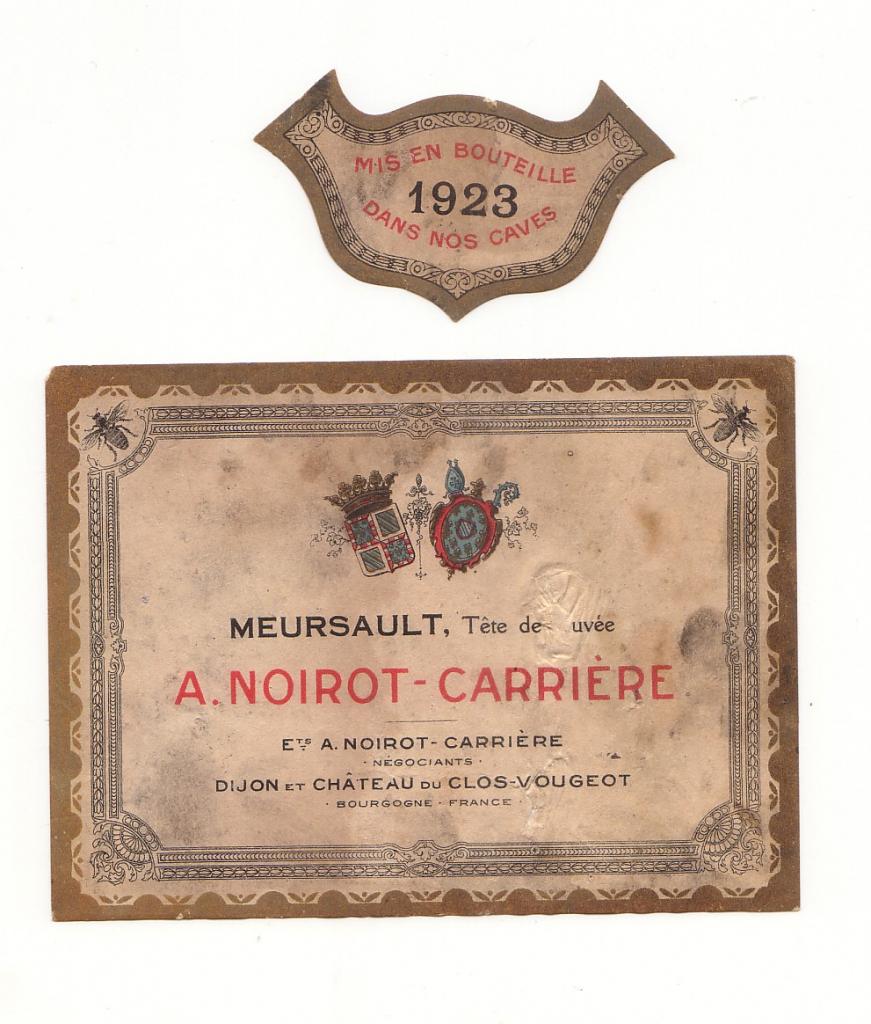 MIS EN BOUTEILLE
1923
DANS NOS CAVES
MEURSAULT, Tête de uvée
A. NOIROT-CARRIÈRE
ETS A. NOIROT-CARRIÈRE
· NÉGOCIANTS ·
DIJON ET CHÂTEAU DU CLOS-VOUGEOT
· BOURGOGNE · FRANCE ·